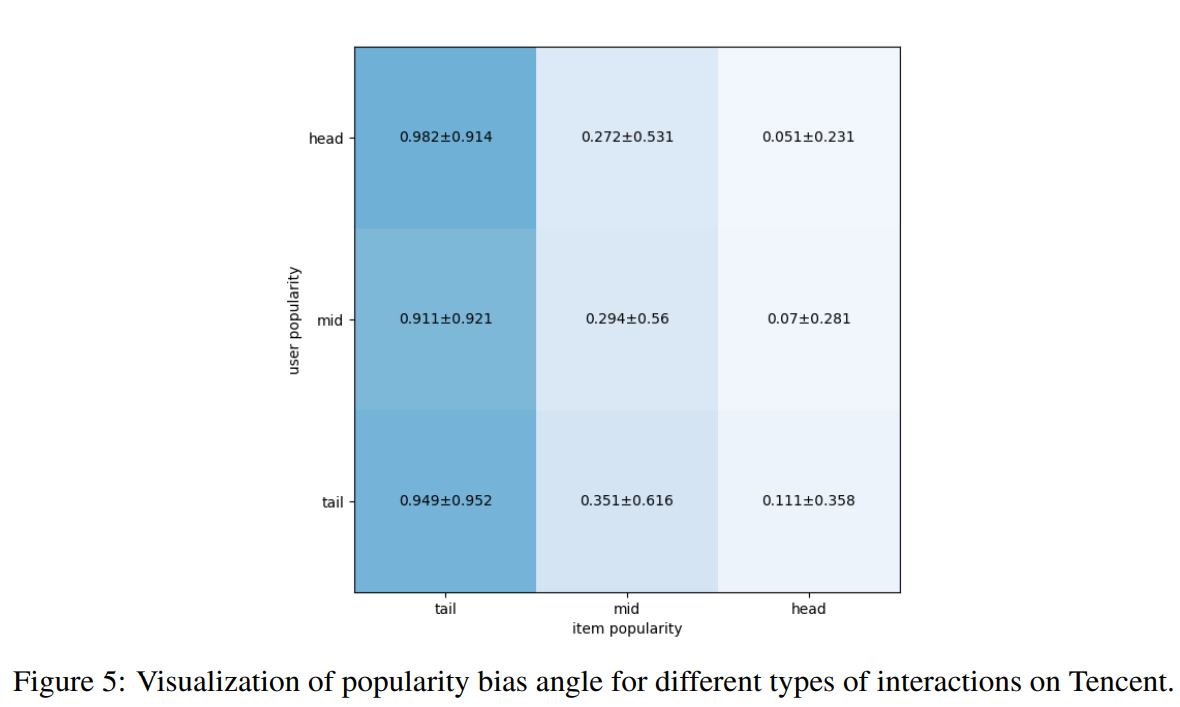 head
0.982±0.914
0.272±0.531
0.051±0.231
user popularity
mid
0.911±0.921
0.294±0.56
0.07±0.281
tail
0.949±0.952
0.351±0.616
0.111±0.358
tail
mid
head
item popularity
Figure 5: Visualization of popularity bias angle for different types of interactions on Tencent.